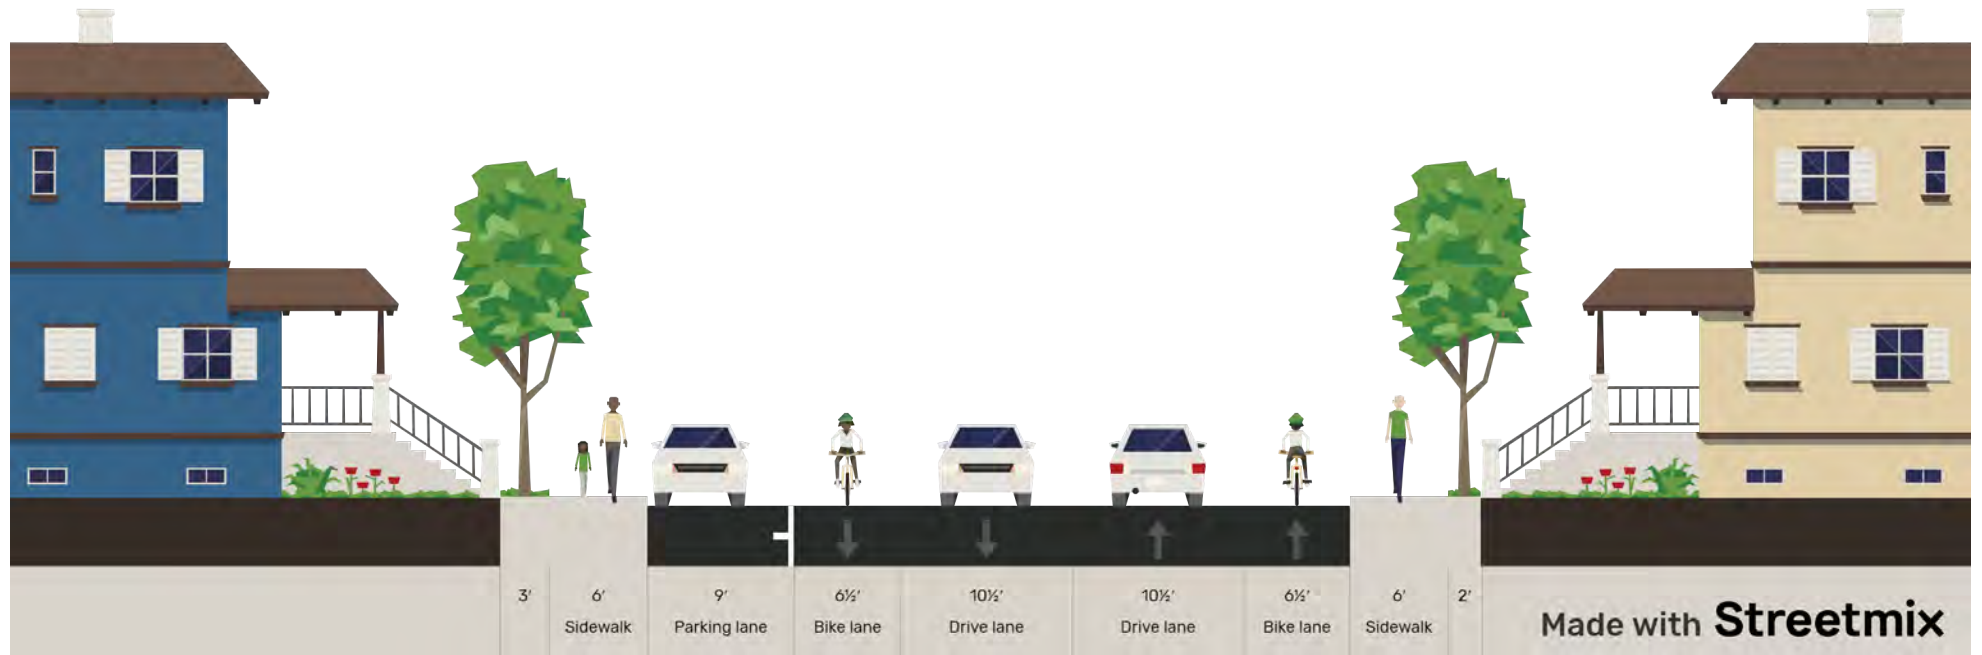 3′ 6′ 9′ 6½′ 10½′ 10½′ 6½′ 6′ 2′
Sidewalk Parking lane Bike lane Drive lane Drive lane Bike lane Sidewalk
Made with Streetmix